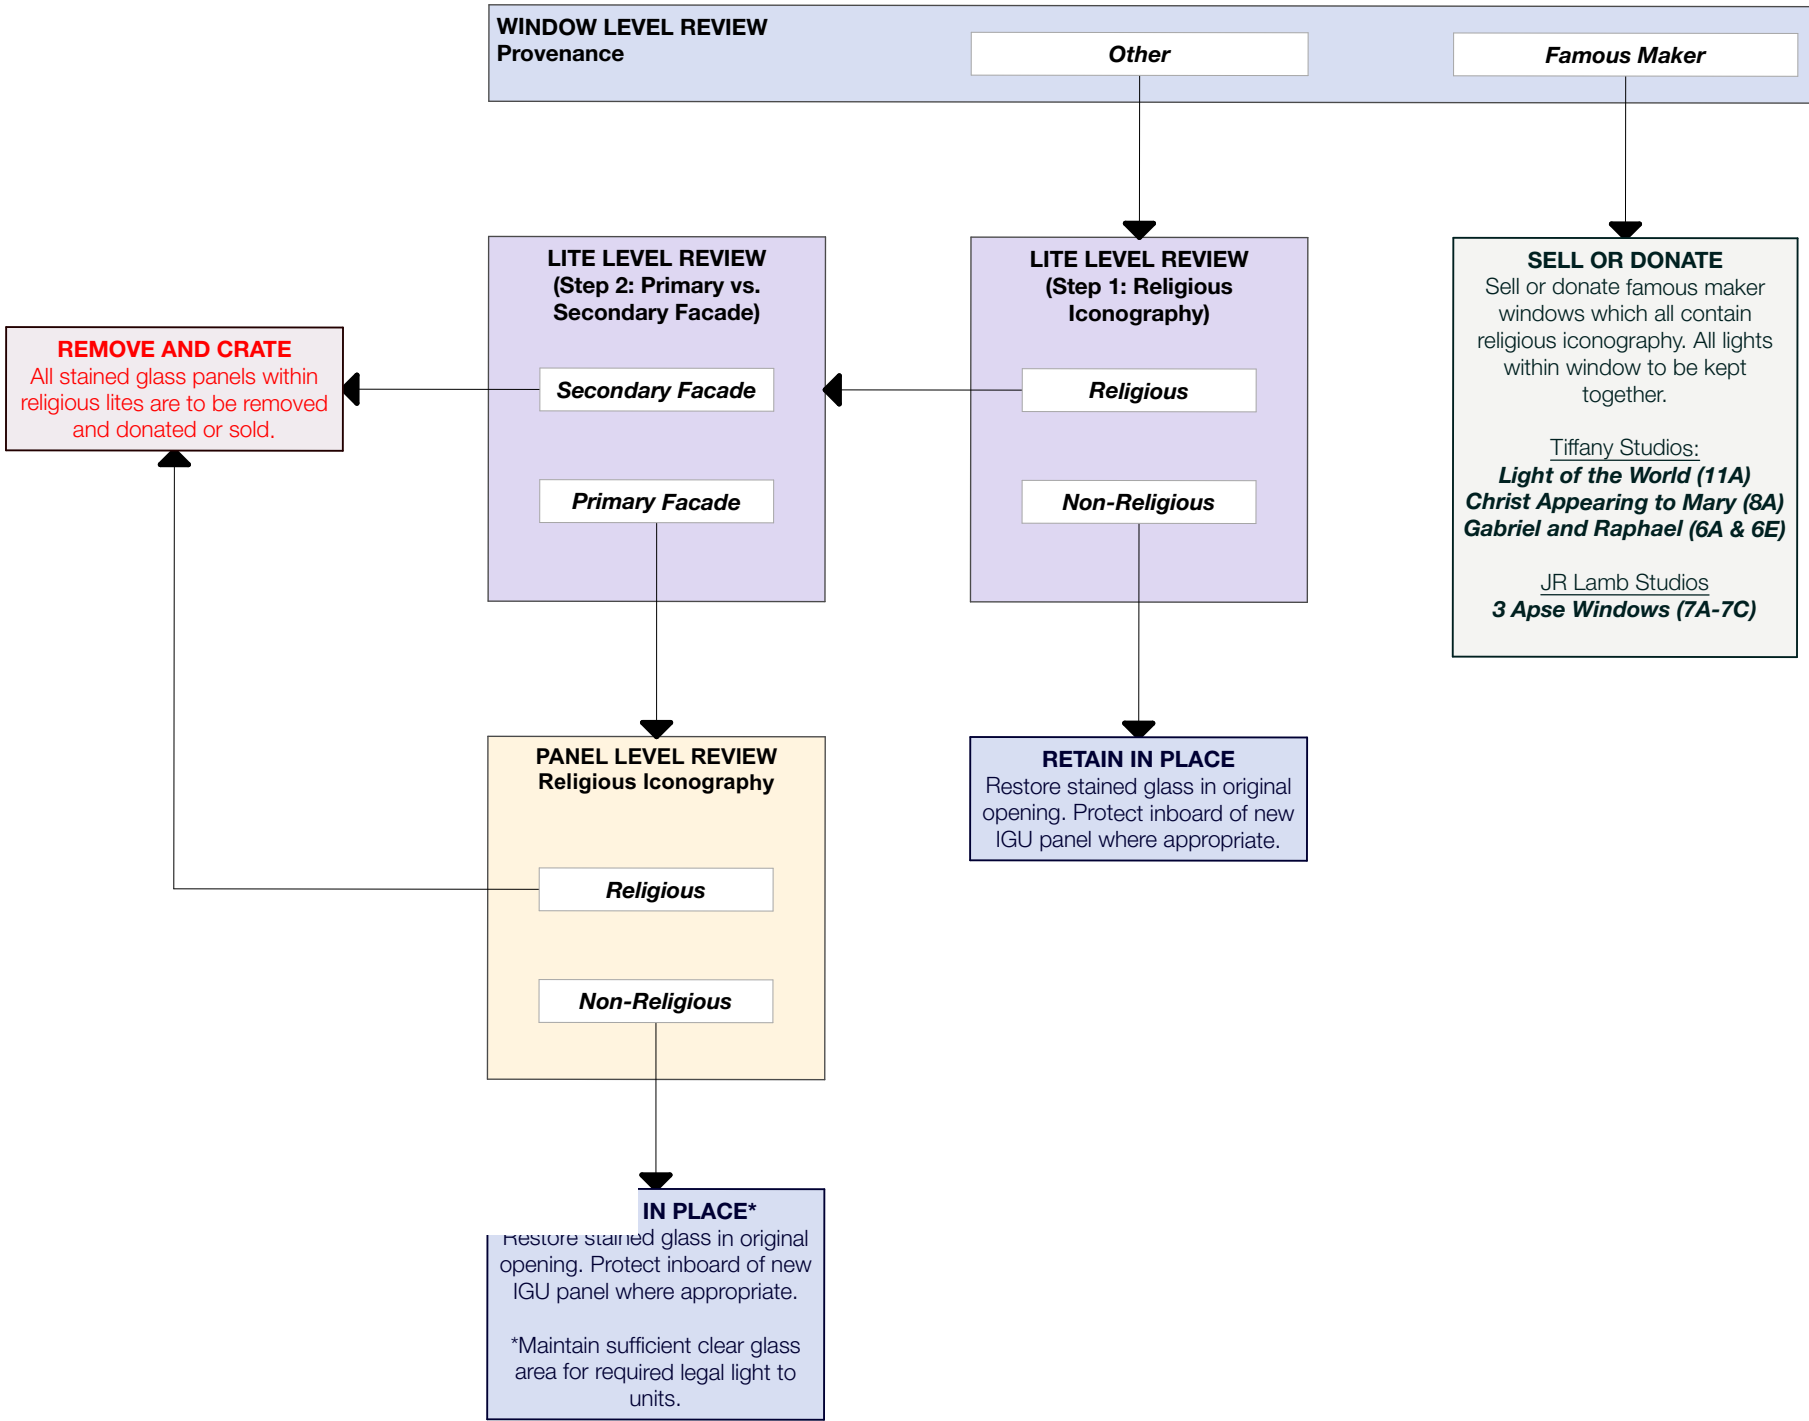 WINDOW LEVEL REVIEW
Provenance
Other
Famous Maker
LITE LEVEL REVIEW
(Step 2: Primary vs.
Secondary Facade)
Secondary Facade
Primary Facade
LITE LEVEL REVIEW
(Step 1: Religious
Iconography)
Religious
Non-Religious
SELL OR DONATE
Sell or donate famous maker
windows which all contain
religious iconography. All lights
within window to be kept
together.
Tiffany Studios:
Light of the World (11A)
Christ Appearing to Mary (8A)
Gabriel and Raphael (6A & 6E)
JR Lamb Studios
3 Apse Windows (7A-7C)
REMOVE AND CRATE
All stained glass panels within
religious lites are to be removed
and donated or sold.
PANEL LEVEL REVIEW
Religious Iconography
Religious
Non-Religious
RETAIN IN PLACE
Restore stained glass in original
opening. Protect inboard of new
IGU panel where appropriate.
IN PLACE*
Restore stained glass in original
opening. Protect inboard of new
IGU panel where appropriate.
*Maintain sufficient clear glass
area for required legal light to
units.